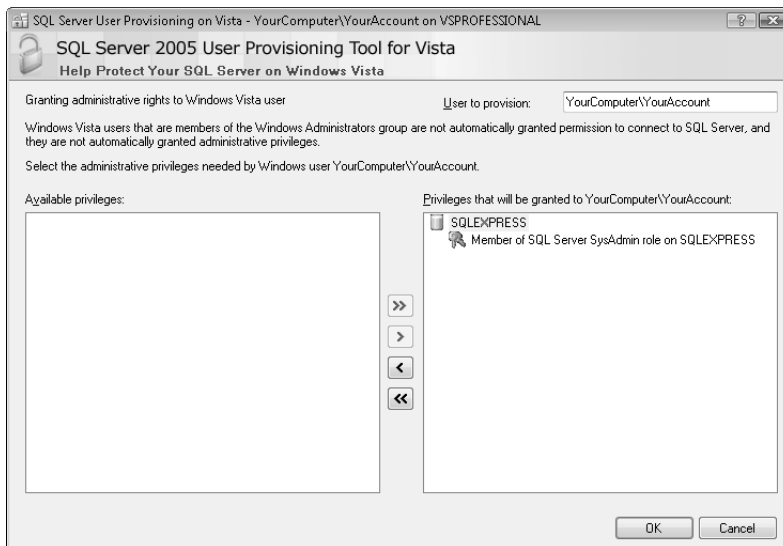 SQL Server User Provisioning on Vista - YourComputer\YourAccount on VSPROFESSIONAL
SQL Server 2005 User Provisioning Tool for Vista
Help Protect Your SQL Server on Windows Vista
Granting administrative rights to Windows Vista user
User to provision:
YourComputer\YourAccount
Windows Vista users that are members of the Windows Administrators group are not automatically granted permission to connect to SQL Server, and
they are not automatically granted administrative privileges.
Select the administrative privileges needed by Windows user YourComputer\YourAccount.
Available privileges:
Privileges that will be granted to YourComputer\YourAccount:
SQLEXPRESS
Member of SQL Server SysAdmin role on SQLEXPRESS
>>
>
<
<<
OK
Cancel